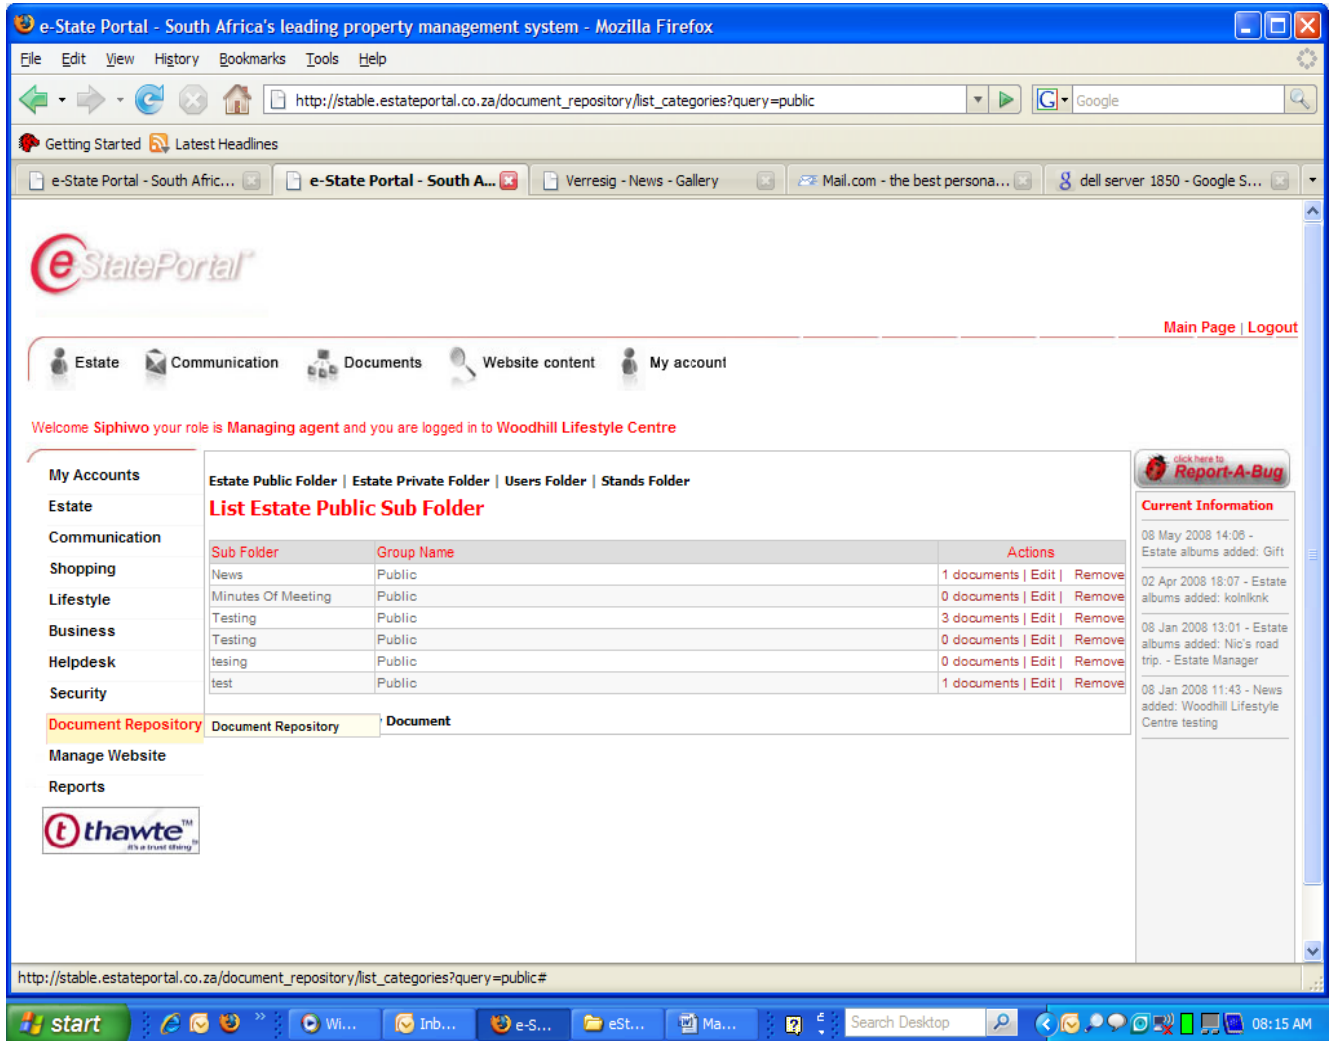 e-State Portal - South Africa's leading property management system - Mozilla Firefox
File Edit View History Bookmarks Tools Help
http://stable.estateportal.co.za/document_repository/list_categories?query=public
G Google
Getting Started Latest Headlines
e-State Portal - South Afric... e-State Portal - South A... Verresig - News - Gallery Mail.com - the best persona... dell server 1850 - Google S...
eStatePortal
Main Page | Logout
Estate Communication Documents Website content My account
Welcome Siphiwo your role is Managing agent and you are logged in to Woodhill Lifestyle Centre
My Accounts
Estate
Communication
Shopping
Lifestyle
Business
Helpdesk
Security
Document Repository
Manage Website
Reports
thawte™
it's a trust thing
Estate Public Folder | Estate Private Folder | Users Folder | Stands Folder
List Estate Public Sub Folder
Sub Folder Group Name Actions
News Public 1 documents | Edit | Remove
Minutes Of Meeting Public 0 documents | Edit | Remove
Testing Public 3 documents | Edit | Remove
Testing Public 0 documents | Edit | Remove
tesing Public 0 documents | Edit | Remove
test Public 1 documents | Edit | Remove
Document Repository Document
click here to
Report-A-Bug
Current Information
08 May 2008 14:06 -
Estate albums added: Gift
02 Apr 2008 18:07 - Estate
albums added: kolnlknk
08 Jan 2008 13:01 - Estate
albums added: Nic's road
trip. - Estate Manager
08 Jan 2008 11:43 - News
added: Woodhill Lifestyle
Centre testing
http://stable.estateportal.co.za/document_repository/list_categories?query=public#
start Wi... Inb... e-S... eSt... Ma... Search Desktop 08:15 AM